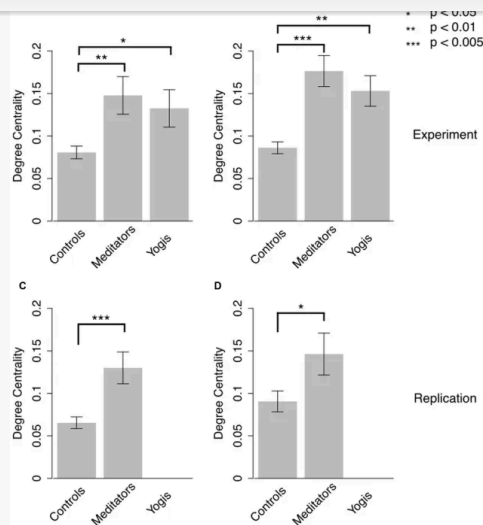 * p < 0.05
** p < 0.01
*** p < 0.005
Degree Centrality
0
0.05
0.1
0.15
0.2
**
*
Controls
Meditators
Yogis
Degree Centrality
0
0.05
0.1
0.15
0.2
***
**
Controls
Meditators
Yogis
Experiment
C
Degree Centrality
0
0.05
0.1
0.15
0.2
***
Controls
Meditators
Yogis
D
Degree Centrality
0
0.05
0.1
0.15
0.2
*
Controls
Meditators
Yogis
Replication